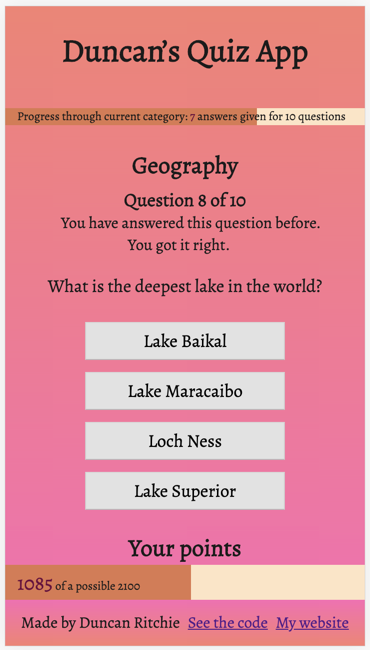 Duncan’s Quiz App
Progress through current category: 7 answers given for 10 questions
Geography
Question 8 of 10
You have answered this question before.
You got it right.
What is the deepest lake in the world?
Lake Baikal
Lake Maracaibo
Loch Ness
Lake Superior
Your points
1085 of a possible 2100
Made by Duncan Ritchie See the code My website